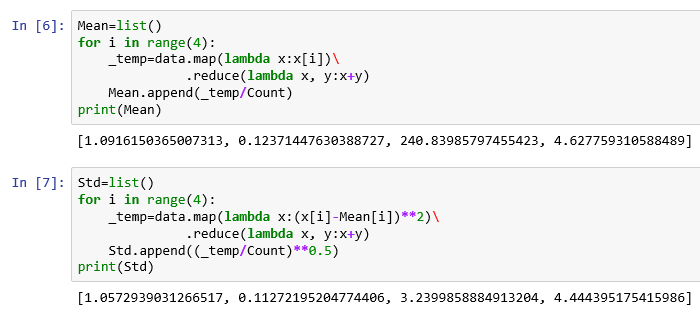 In [6]: Mean=list()
for i in range(4):
    _temp=data.map(lambda x:x[i])\
              .reduce(lambda x, y:x+y)
    Mean.append(_temp/Count)
print(Mean)
[1.0916150365007313, 0.12371447630388727, 240.83985797455423, 4.627759310588489]
In [7]: Std=list()
for i in range(4):
    _temp=data.map(lambda x:(x[i]-Mean[i])**2)\
              .reduce(lambda x, y:x+y)
    Std.append((_temp/Count)**0.5)
print(Std)
[1.0572939031266517, 0.11272195204774406, 3.2399858884913204, 4.444395175415986]